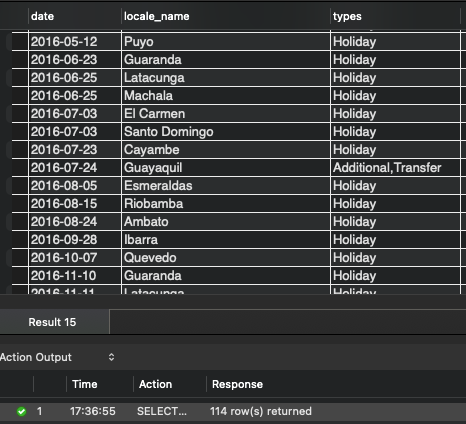 date locale_name types
2016-05-12 Puyo Holiday
2016-06-23 Guaranda Holiday
2016-06-25 Latacunga Holiday
2016-06-25 Machala Holiday
2016-07-03 El Carmen Holiday
2016-07-03 Santo Domingo Holiday
2016-07-23 Cayambe Holiday
2016-07-24 Guayaquil Additional,Transfer
2016-08-05 Esmeraldas Holiday
2016-08-15 Riobamba Holiday
2016-08-24 Ambato Holiday
2016-09-28 Ibarra Holiday
2016-10-07 Quevedo Holiday
2016-11-10 Guaranda Holiday
2016-11-11 Latacunga Holiday
Result 15
Action Output
Time Action Response
1 17:36:55 SELECT... 114 row(s) returned